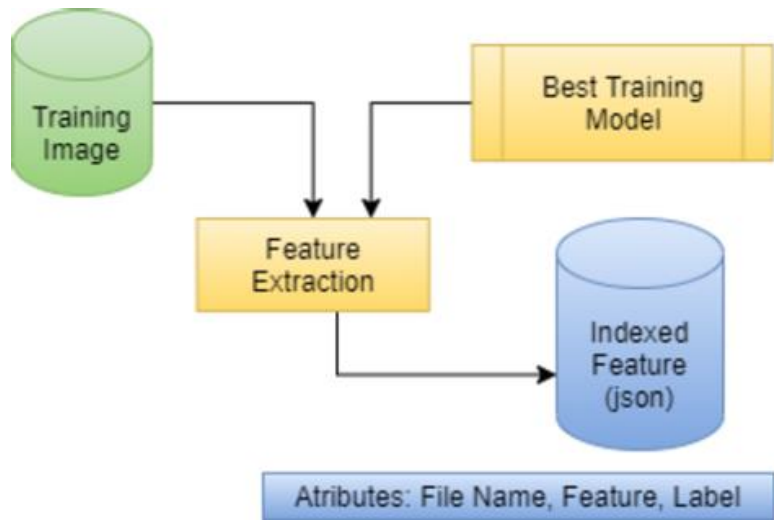 Training
Image
Best Training
Model
Feature
Extraction
Indexed
Feature
(json)
Atributes: File Name, Feature, Label